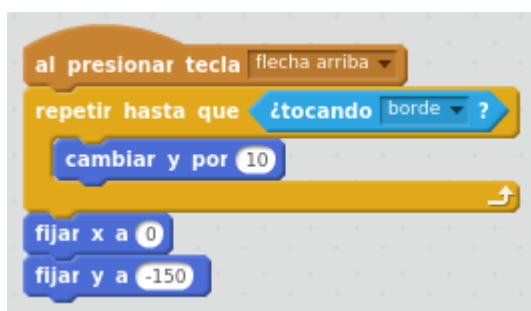 al presionar tecla flecha arriba
repetir hasta que ¿tocando borde ?
cambiar y por 10
fijar x a 0
fijar y a -150